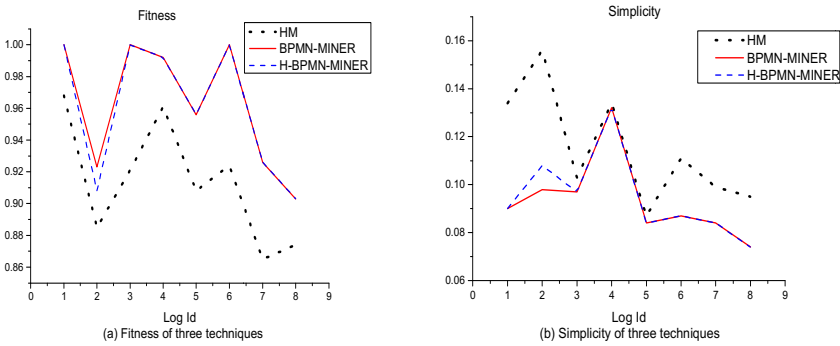 Fitness
HM
BPMN-MINER
H-BPMN-MINER
1.00
0.98
0.96
0.94
0.92
0.90
0.88
0.86
0 1 2 3 4 5 6 7 8 9
Log Id
(a) Fitness of three techniques
Simplicity
HM
BPMN-MINER
H-BPMN-MINER
0.16
0.14
0.12
0.10
0.08
0.06
0 1 2 3 4 5 6 7 8 9
Log Id
(b) Simplicity of three techniques